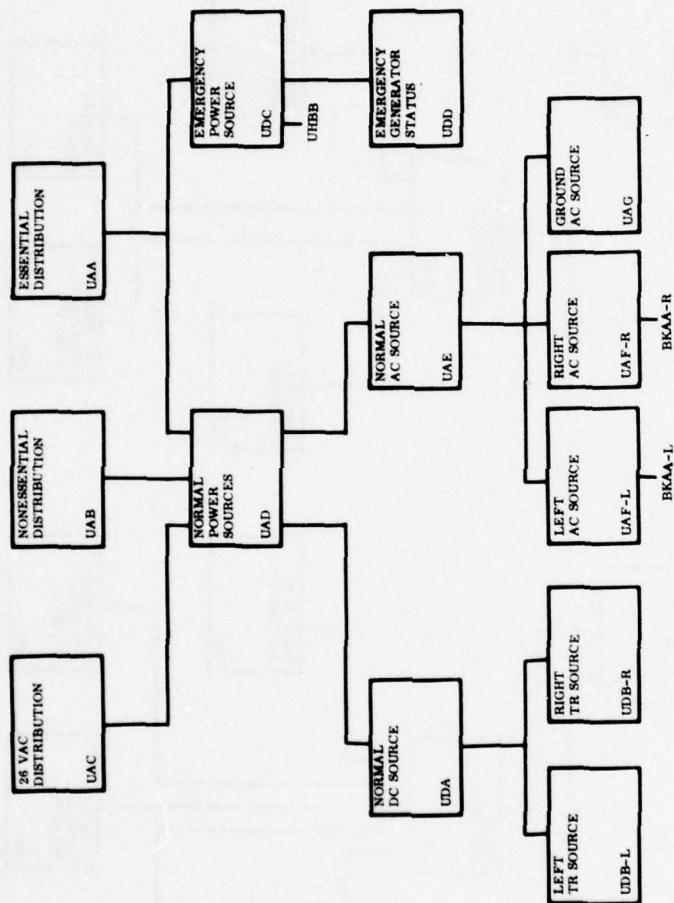 26 VAC
DISTRIBUTION
UAC
NONESSENTIAL
DISTRIBUTION
UAB
ESSENTIAL
DISTRIBUTION
UAA
NORMAL
POWER
SOURCES
UAD
EMERGENCY
POWER
SOURCE
UDC
UHBB
NORMAL
DC SOURCE
UDA
NORMAL
AC SOURCE
UAE
EMERGENCY
GENERATOR
STATUS
UDD
LEFT
TR SOURCE
UDB-L
RIGHT
TR SOURCE
UDB-R
LEFT
AC SOURCE
UAF-L
BKAA-L
RIGHT
AC SOURCE
UAF-R
BKAA-R
GROUND
AC SOURCE
UAG